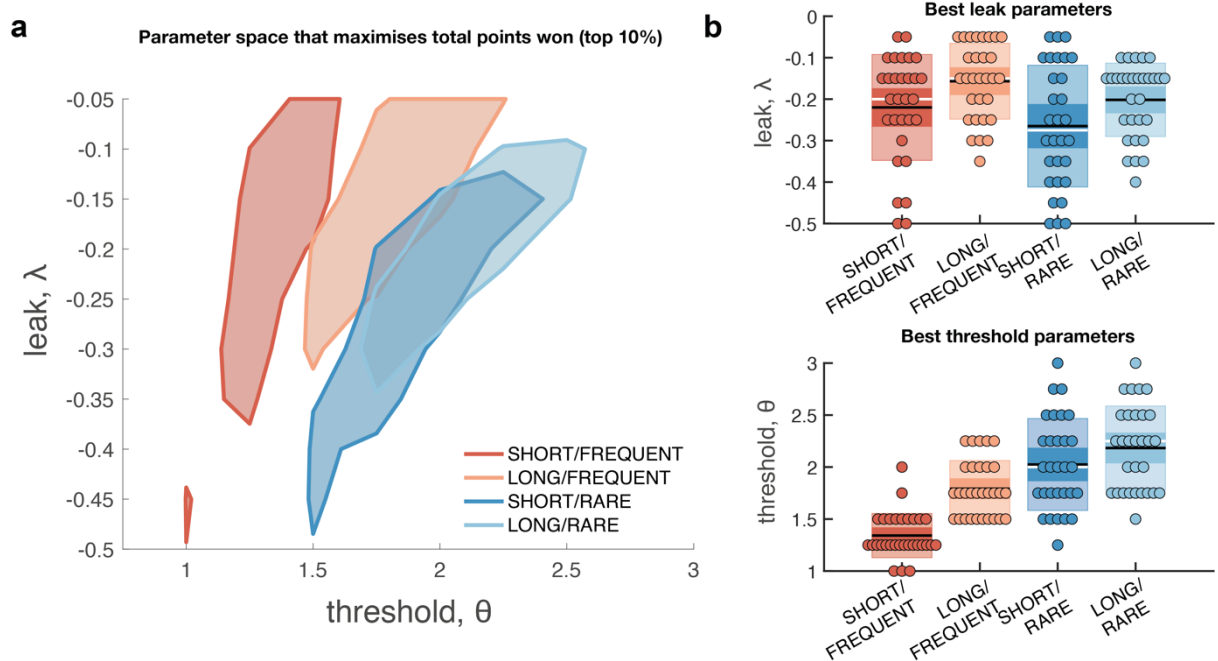 a
Parameter space that maximises total points won (top 10%)
leak, λ
-0.05
-0.1
-0.15
-0.2
-0.25
-0.3
-0.35
-0.4
-0.45
-0.5
1
1.5
2
2.5
3
threshold, θ
SHORT/FREQUENT
LONG/FREQUENT
SHORT/RARE
LONG/RARE
b
Best leak parameters
leak, λ
0
-0.1
-0.2
-0.3
-0.4
-0.5
SHORT/
FREQUENT
LONG/
FREQUENT
SHORT/
RARE
LONG/
RARE
Best threshold parameters
threshold, θ
3
2.5
2
1.5
1
SHORT/
FREQUENT
LONG/
FREQUENT
SHORT/
RARE
LONG/
RARE